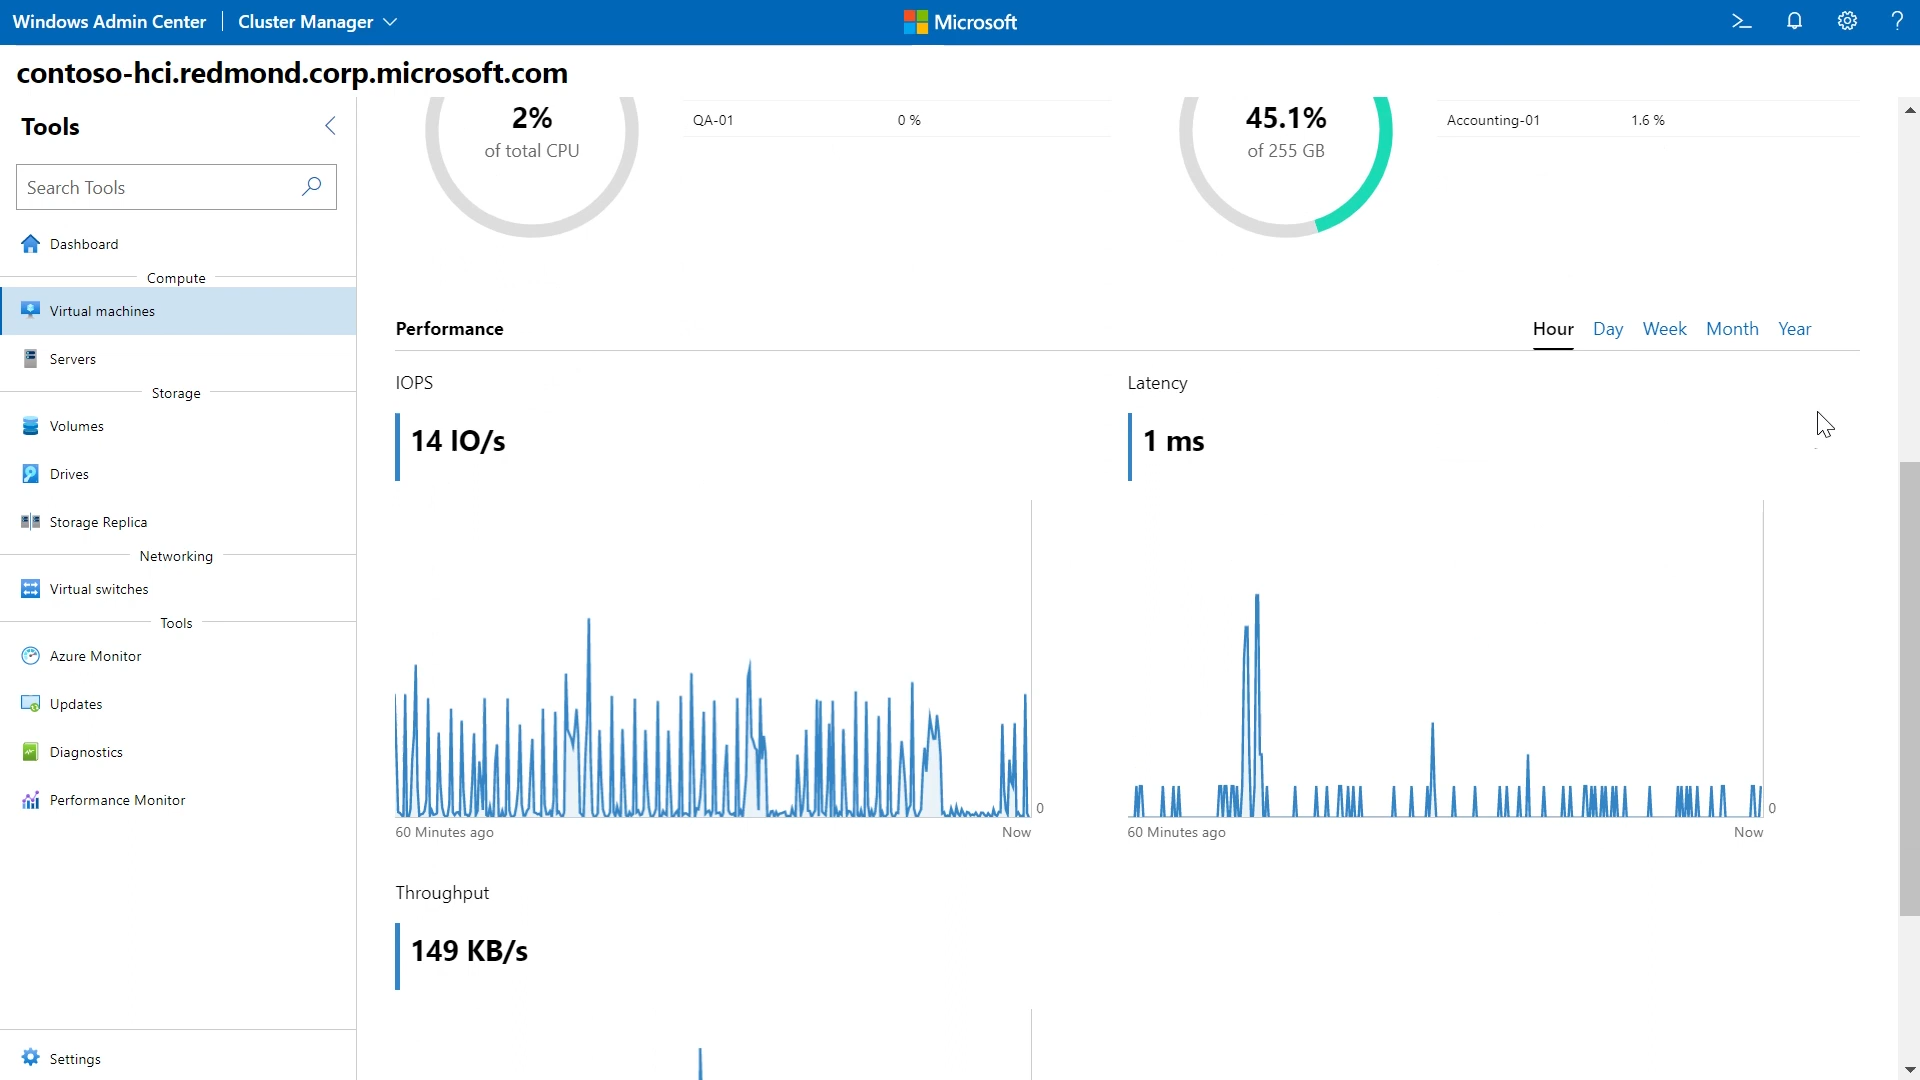 Windows Admin Center
Cluster Manager
Microsoft
?
contoso-hci.redmond.corp.microsoft.com
Tools
Search Tools
Dashboard
Compute
Virtual machines
Servers
Storage
Volumes
Drives
Storage Replica
Networking
Virtual switches
Tools
Azure Monitor
Updates
Diagnostics
Performance Monitor
Settings
2%
of total CPU
QA-01 0 %
45.1%
of 255 GB
Accounting-01 1.6 %
Performance
Hour Day Week Month Year
IOPS
14 IO/s
0
60 Minutes ago Now
Latency
1 ms
0
60 Minutes ago Now
Throughput
149 KB/s